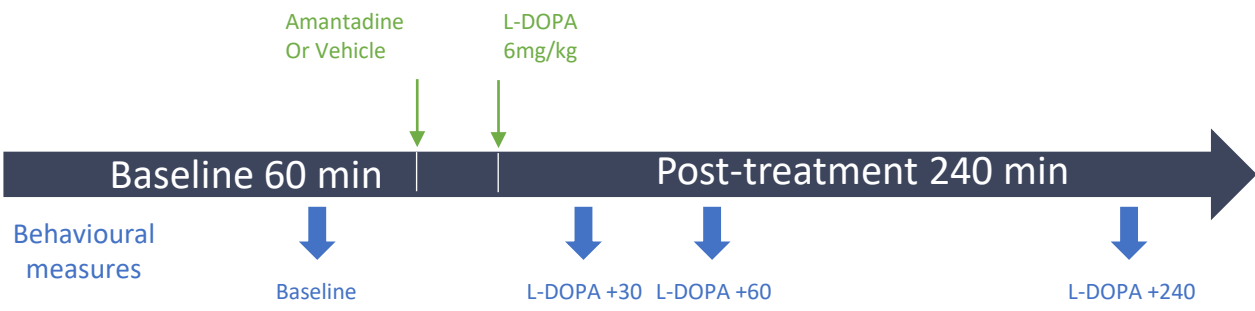 Amantadine
Or Vehicle
L-DOPA
6mg/kg
Baseline 60 min
Post-treatment 240 min
Behavioural
measures
Baseline
L-DOPA +30
L-DOPA +60
L-DOPA +240